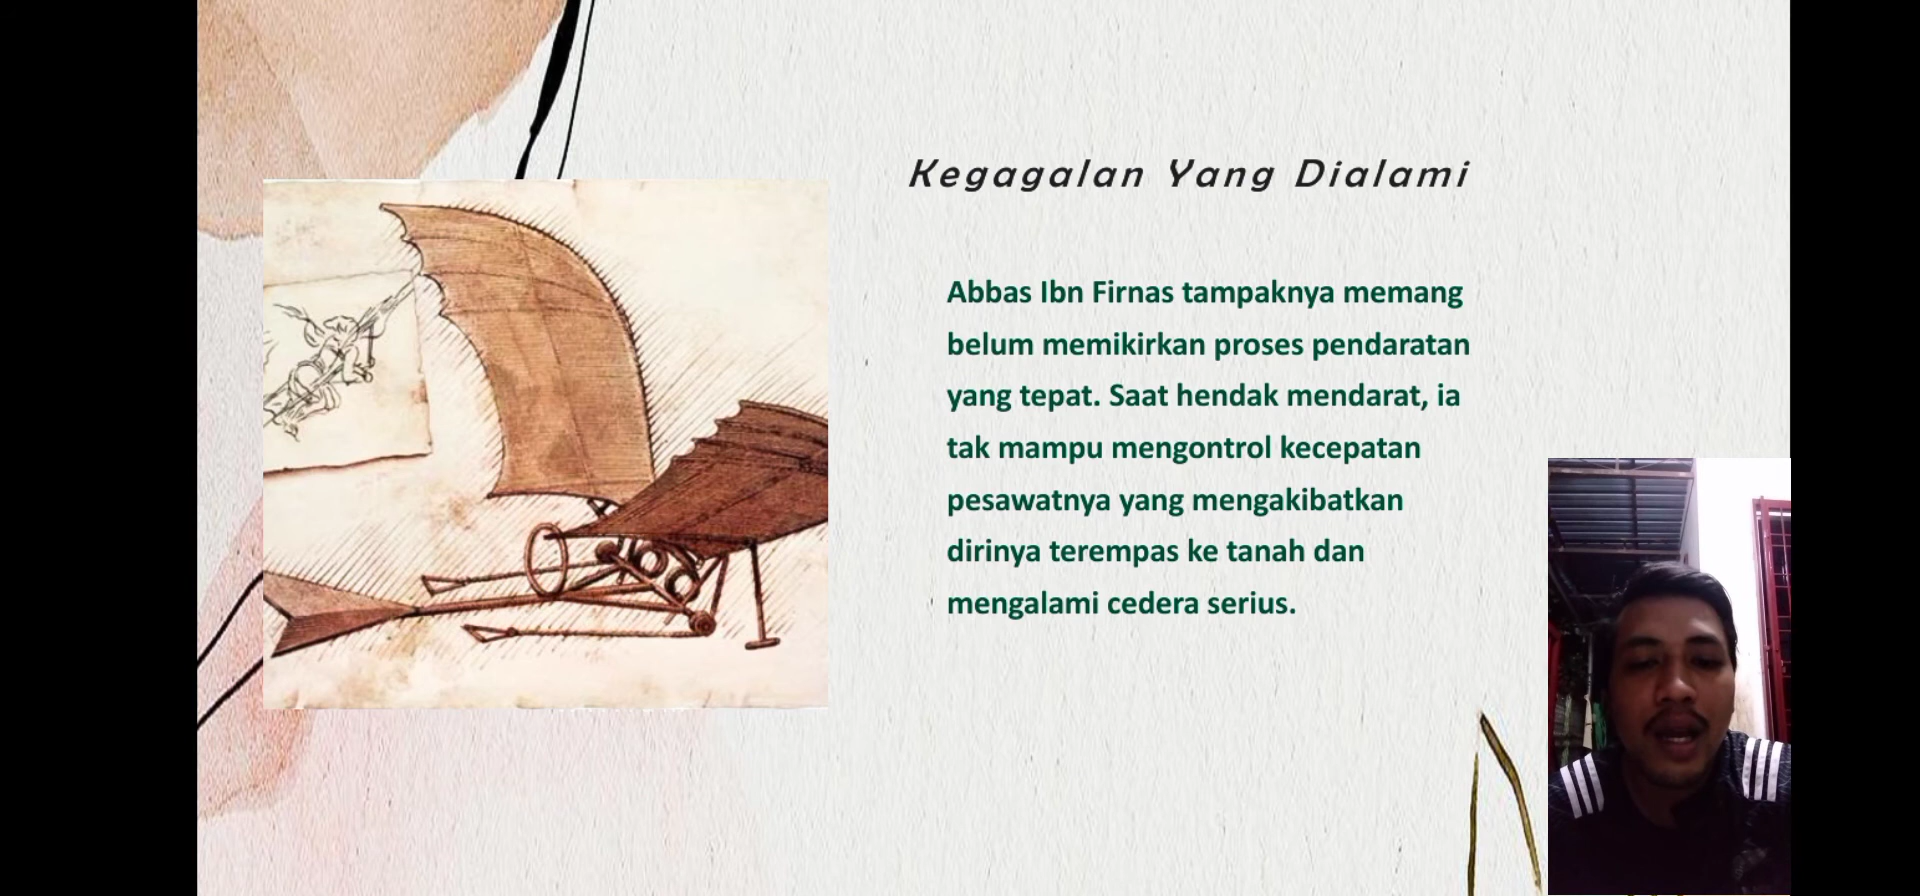 Kegagalan Yang Dialami
Abbas Ibn Firnas tampaknya memang
belum memikirkan proses pendaratan
yang tepat. Saat hendak mendarat, ia
tak mampu mengontrol kecepatan
pesawatnya yang mengakibatkan
dirinya terempas ke tanah dan
mengalami cedera serius.